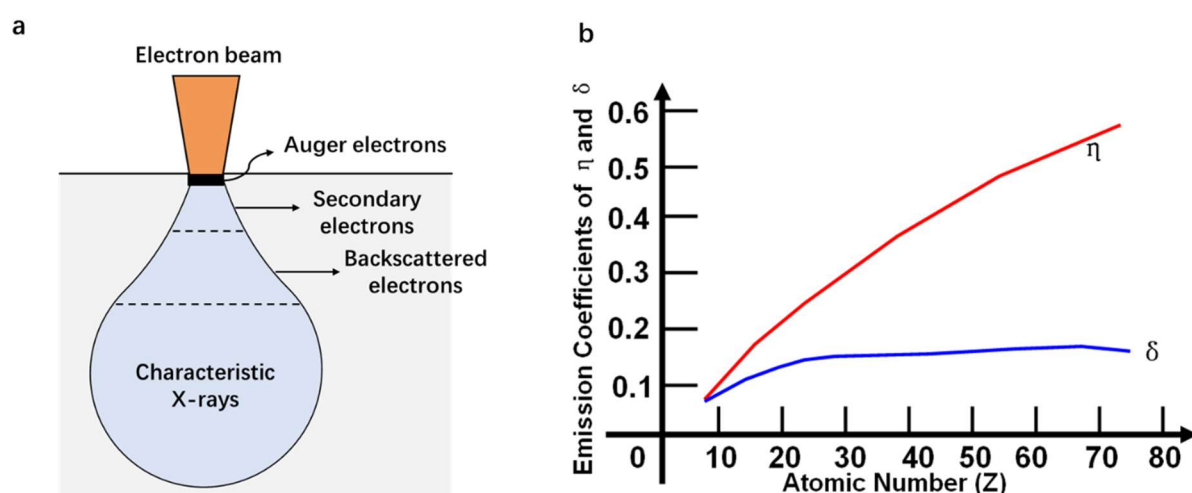 a
Electron beam
Auger electrons
Secondary
electrons
Backscattered
electrons
Characteristic
X-rays
b
Emission Coefficients of η and δ
0.6
0.5
0.4
0.3
0.2
0.1
η
δ
0 10 20 30 40 50 60 70 80
Atomic Number (Z)